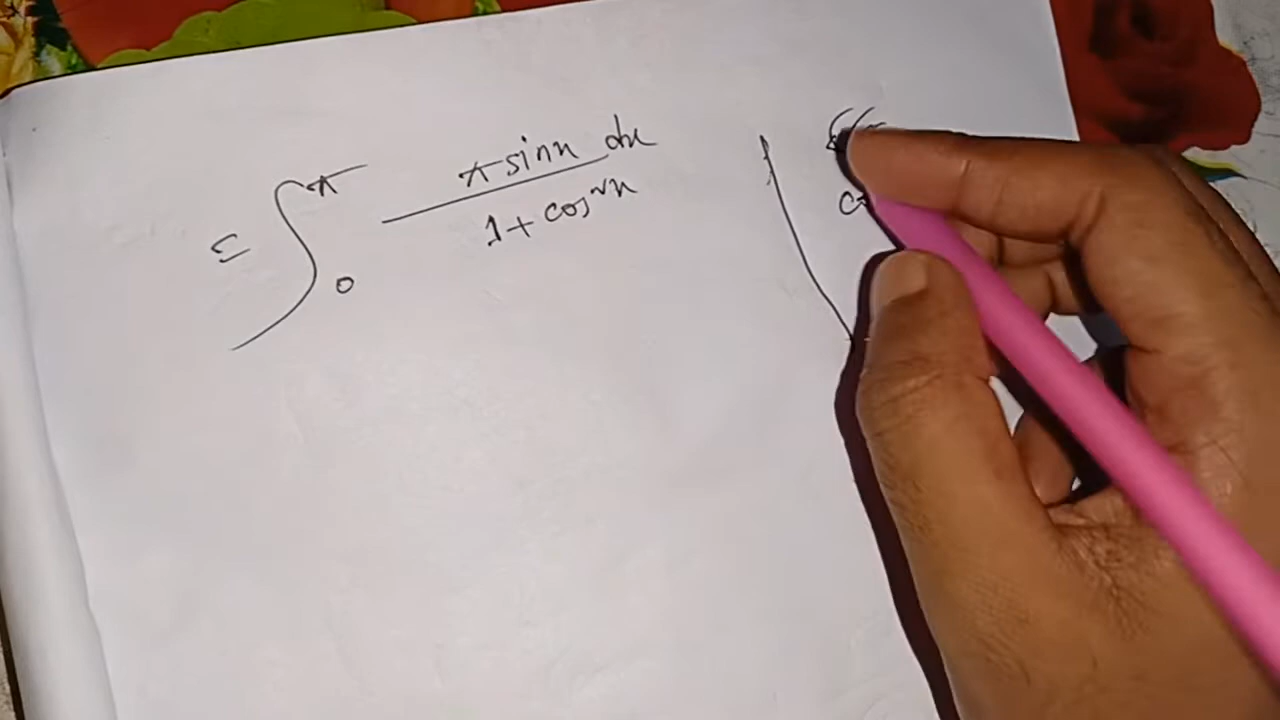 = ∫₀^π π sinx dx / 1 + cos²x